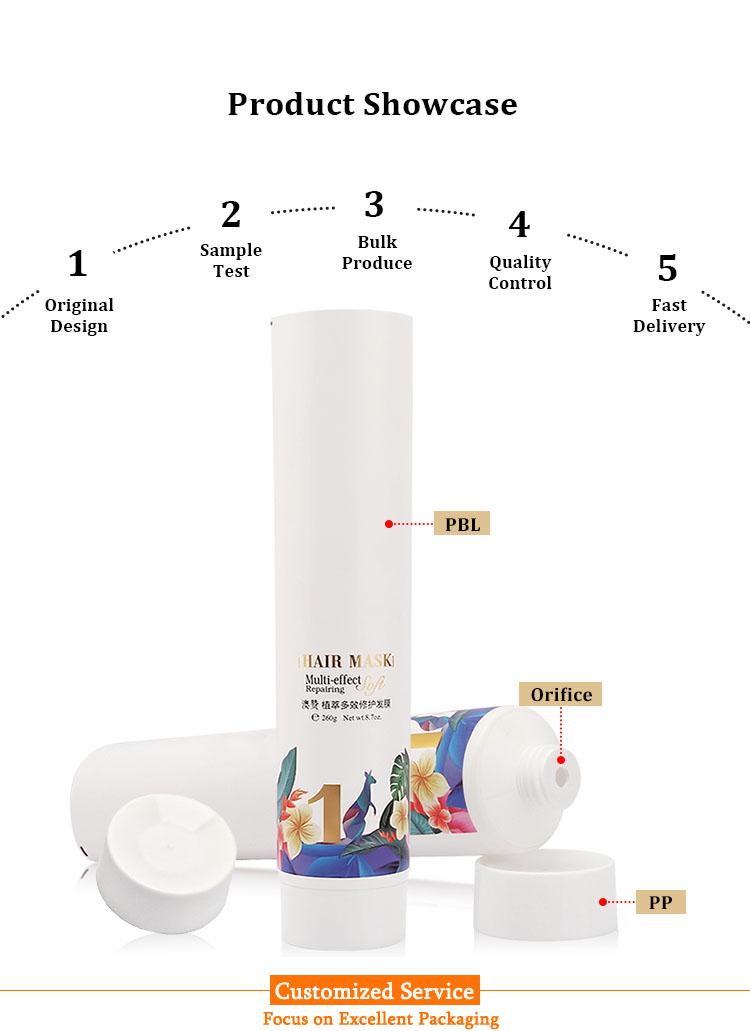 Product Showcase
1
Original
Design
2
Sample
Test
3
Bulk
Produce
4
Quality
Control
5
Fast
Delivery
PBL
HAIR MASK
Multi-effect
Repairing
Soft
澳赞 植萃多效修护发膜
e 260g Net wt.8.7oz.
1
Orifice
PP
Customized Service
Focus on Excellent Packaging